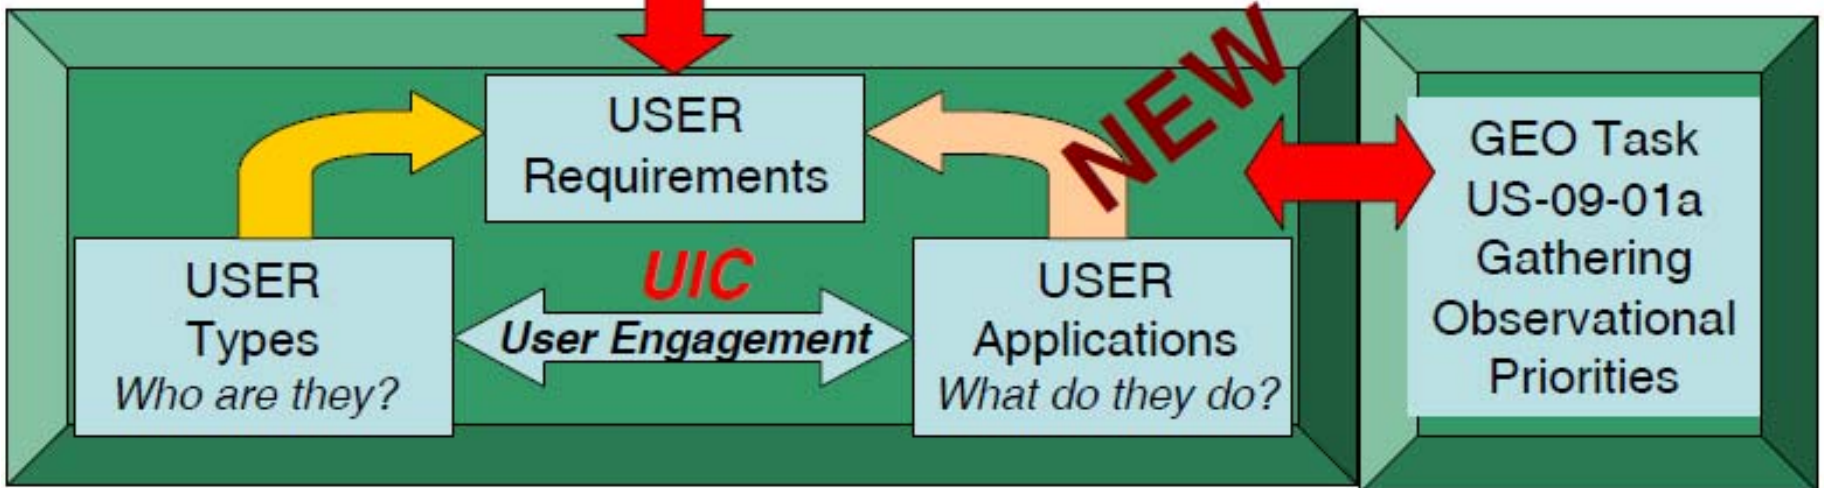 USER
Requirements
NEW
USER
Types
Who are they?
UIC
User Engagement
USER
Applications
What do they do?
GEO Task
US-09-01a
Gathering
Observational
Priorities